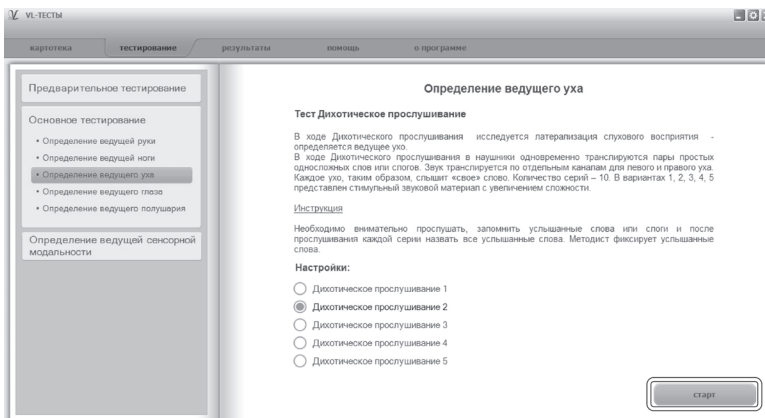 VL-ТЕСТЫ
картотека тестирование результаты помощь о программе
Предварительное тестирование
Основное тестирование
• Определение ведущей руки
• Определение ведущей ноги
• Определение ведущего уха
• Определение ведущего глаза
• Определение ведущего полушария
Определение ведущей сенсорной
модальности
Определение ведущего уха
Тест Дихотическое прослушивание
В ходе Дихотического прослушивания исследуется латерализация слухового восприятия -
определяется ведущее ухо.
В ходе Дихотического прослушивания в наушники одновременно транслируются пары простых
односложных слов или слогов. Звук транслируется по отдельным каналам для левого и правого уха.
Каждое ухо, таким образом, слышит «свое» слово. Количество серий – 10. В вариантах 1, 2, 3, 4, 5
представлен стимульный звуковой материал с увеличением сложности.
Инструкция
Необходимо внимательно прослушать, запомнить услышанные слова или слоги и после
прослушивания каждой серии назвать все услышанные слова. Методист фиксирует услышанные
слова.
Настройки:
Дихотическое прослушивание 1
Дихотическое прослушивание 2
Дихотическое прослушивание 3
Дихотическое прослушивание 4
Дихотическое прослушивание 5
старт